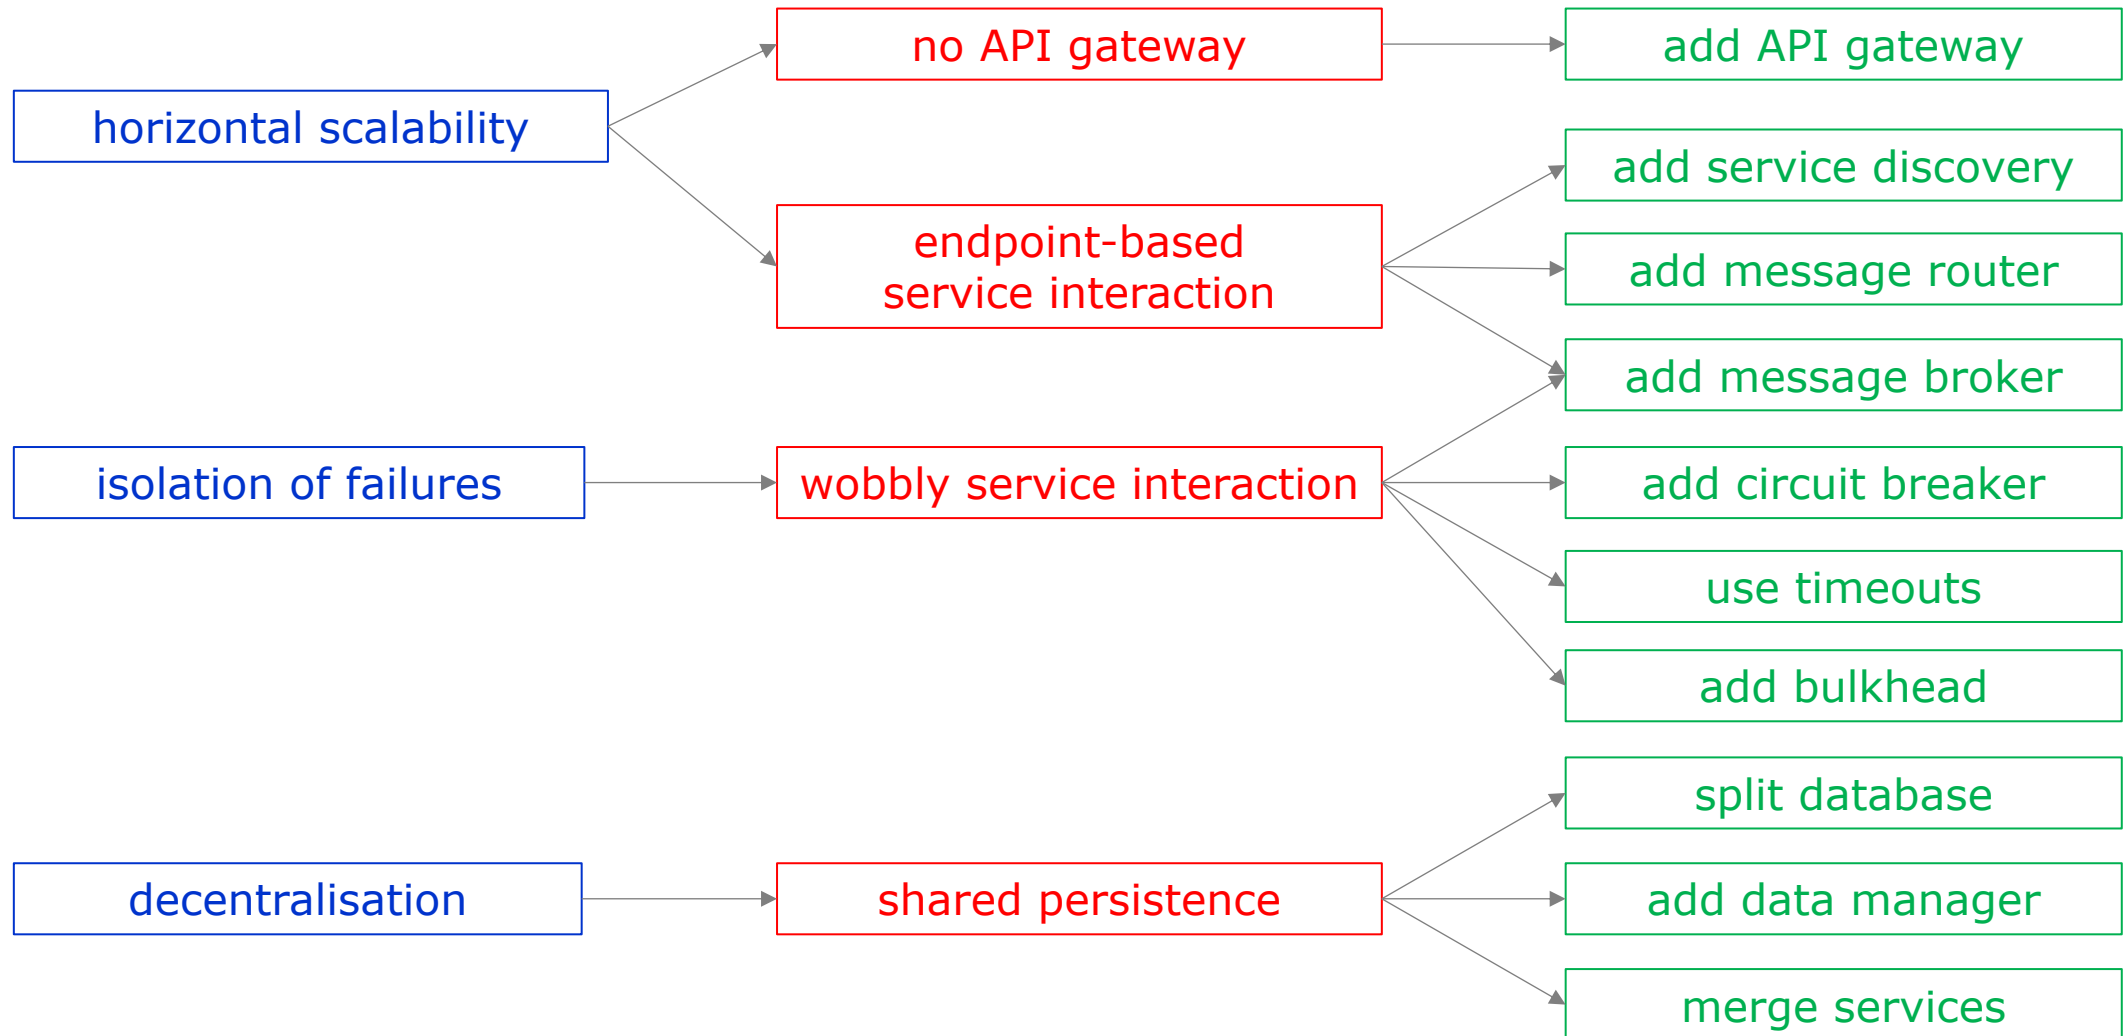 no API gateway
add API gateway
horizontal scalability
add service discovery
endpoint-based
service interaction
add message router
add message broker
isolation of failures
wobbly service interaction
add circuit breaker
use timeouts
add bulkhead
split database
decentralisation
shared persistence
add data manager
merge services